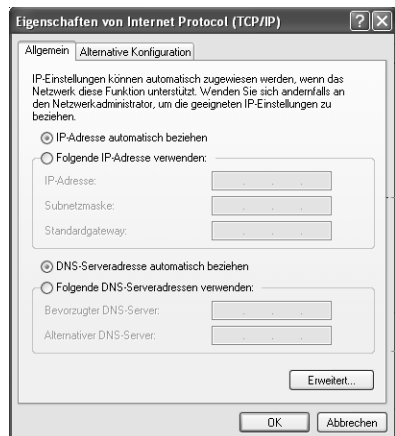 Eigenschaften von Internet Protocol (TCP/IP)
Allgemein Alternative Konfiguration
IP-Einstellungen können automatisch zugewiesen werden, wenn das
Netzwerk diese Funktion unterstützt. Wenden Sie sich andernfalls an
den Netzwerkadministrator, um die geeigneten IP-Einstellungen zu
beziehen.
IP-Adresse automatisch beziehen
Folgende IP-Adresse verwenden:
IP-Adresse:
Subnetzmaske:
Standardgateway:
DNS-Serveradresse automatisch beziehen
Folgende DNS-Serveradressen verwenden:
Bevorzugter DNS-Server:
Alternativer DNS-Server:
Erweitert...
OK Abbrechen